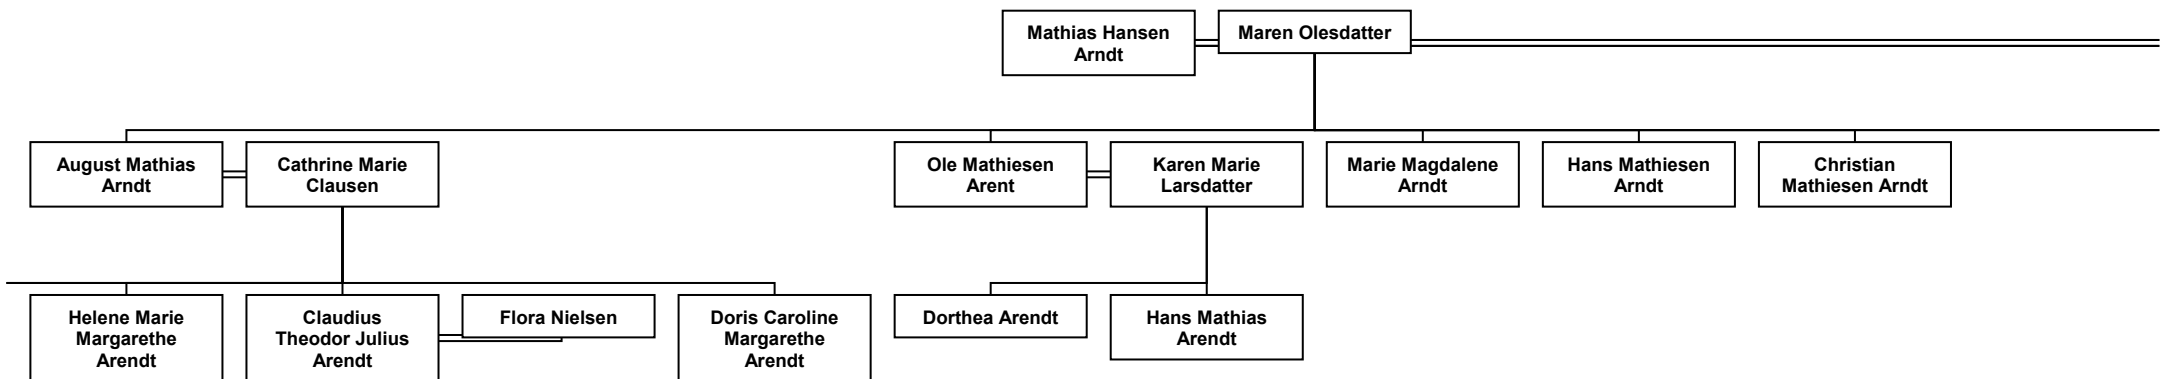 Mathias Hansen
Arndt
Maren Olesdatter
August Mathias
Arndt
Cathrine Marie
Clausen
Ole Mathiesen
Arent
Karen Marie
Larsdatter
Marie Magdalene
Arndt
Hans Mathiesen
Arndt
Christian
Mathiesen Arndt
Helene Marie
Margarethe
Arendt
Claudius
Theodor Julius
Arendt
Flora Nielsen
Doris Caroline
Margarethe
Arendt
Dorthea Arendt
Hans Mathias
Arendt